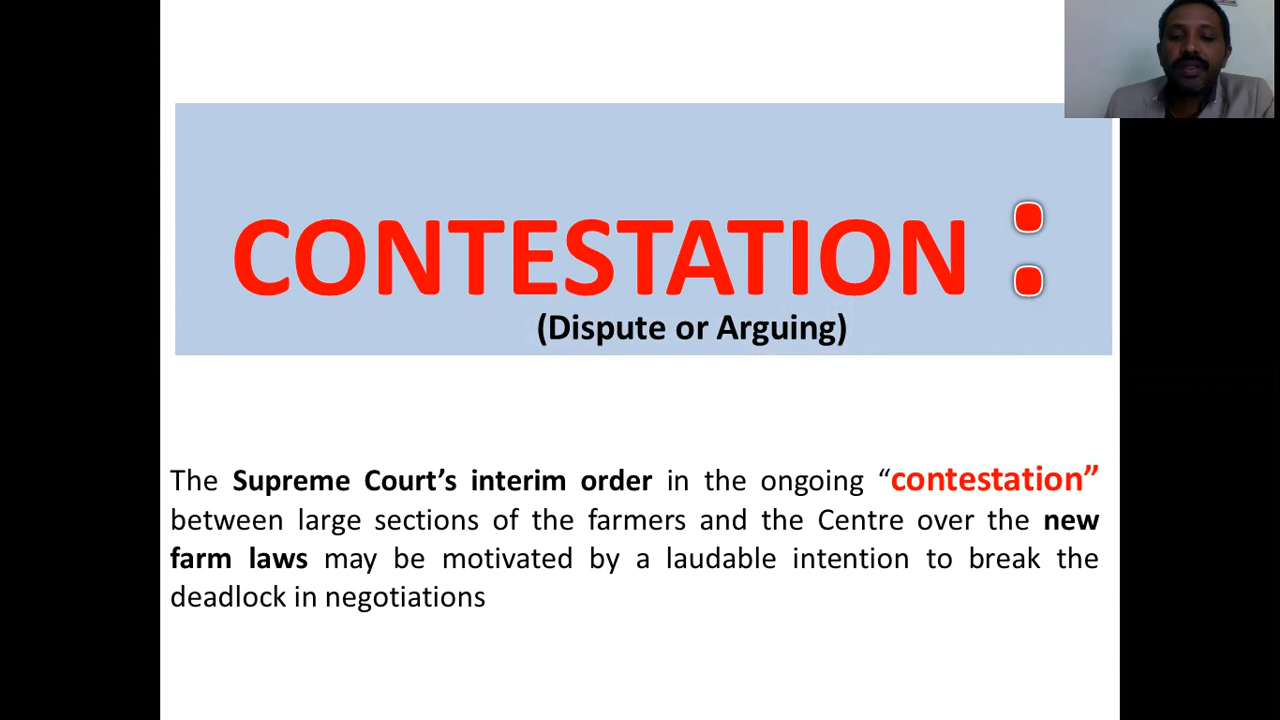 CONTESTATION :
(Dispute or Arguing)
The Supreme Court’s interim order in the ongoing “contestation”
between large sections of the farmers and the Centre over the new
farm laws may be motivated by a laudable intention to break the
deadlock in negotiations